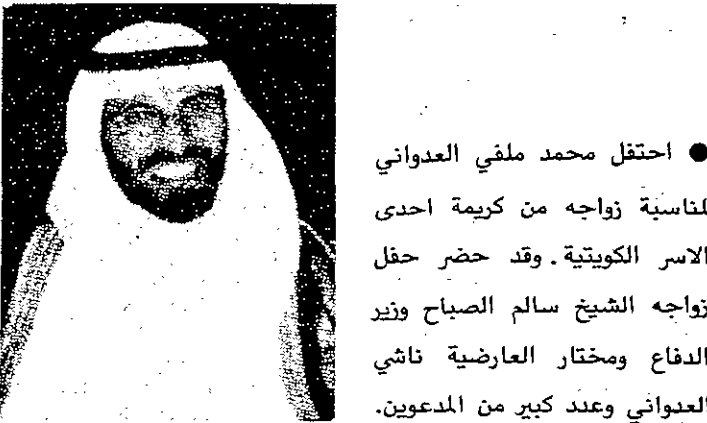 ● احتفل محمد ملفي العدواني
لمناسبة زواجه من كريمة احدى
الاسر الكويتية . وقد حضر حفل
زواجه الشيخ سالم الصباح وزير
الدفاع ومختار العارضية ناشي
العدواني وعدد كبير من المدعوين.